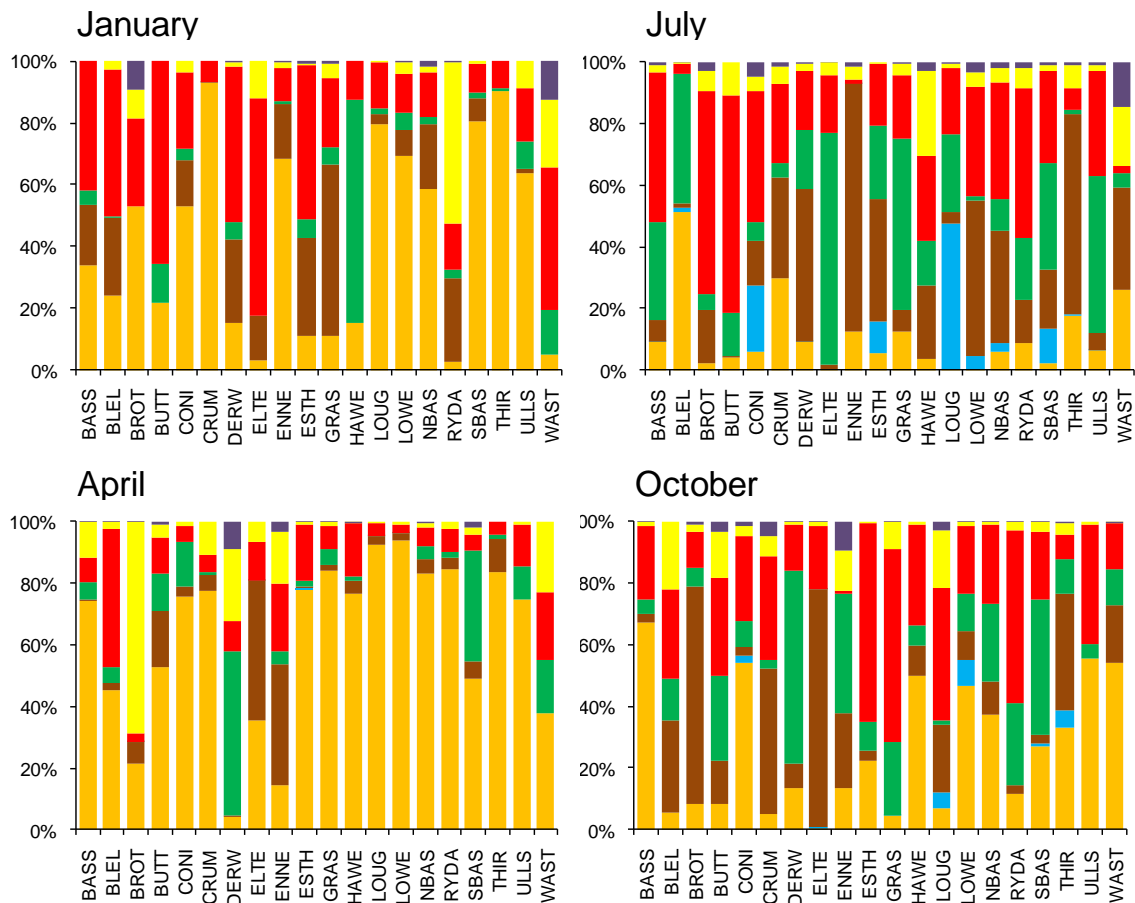 January
100%
80%
60%
40%
20%
0%
BASS
BLEL
BROT
BUTT
CONI
CRUM
DERW
ELTE
ENNE
ESTH
GRAS
HAWE
LOUG
LOWE
NBAS
RYDA
SBAS
THIR
ULLS
WAST
July
100%
80%
60%
40%
20%
0%
BASS
BLEL
BROT
BUTT
CONI
CRUM
DERW
ELTE
ENNE
ESTH
GRAS
HAWE
LOUG
LOWE
NBAS
RYDA
SBAS
THIR
ULLS
WAST
April
100%
80%
60%
40%
20%
0%
BASS
BLEL
BROT
BUTT
CONI
CRUM
DERW
ELTE
ENNE
ESTH
GRAS
HAWE
LOUG
LOWE
NBAS
RYDA
SBAS
THIR
ULLS
WAST
October
00%
80%
60%
40%
20%
0%
BASS
BLEL
BROT
BUTT
CONI
CRUM
DERW
ELTE
ENNE
ESTH
GRAS
HAWE
LOUG
LOWE
NBAS
RYDA
SBAS
THIR
ULLS
WAST